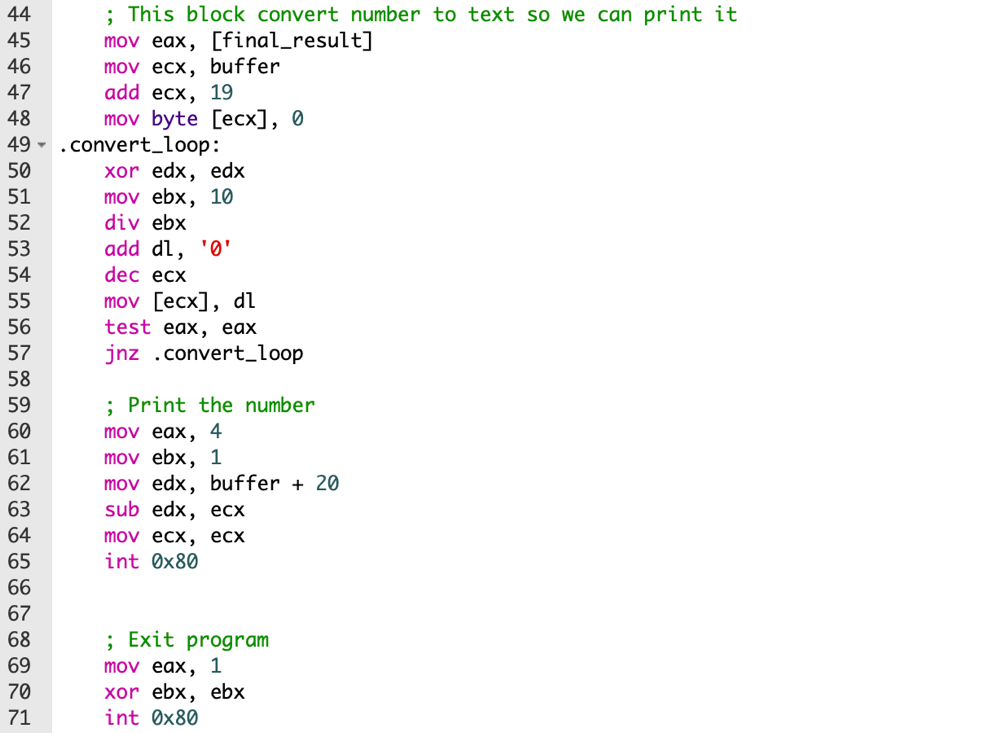 44 ; This block convert number to text so we can print it
45 mov eax, [final_result]
46 mov ecx, buffer
47 add ecx, 19
48 mov byte [ecx], 0
49 .convert_loop:
50 xor edx, edx
51 mov ebx, 10
52 div ebx
53 add dl, '0'
54 dec ecx
55 mov [ecx], dl
56 test eax, eax
57 jnz .convert_loop
58
59 ; Print the number
60 mov eax, 4
61 mov ebx, 1
62 mov edx, buffer + 20
63 sub edx, ecx
64 mov ecx, ecx
65 int 0x80
66
67
68 ; Exit program
69 mov eax, 1
70 xor ebx, ebx
71 int 0x80